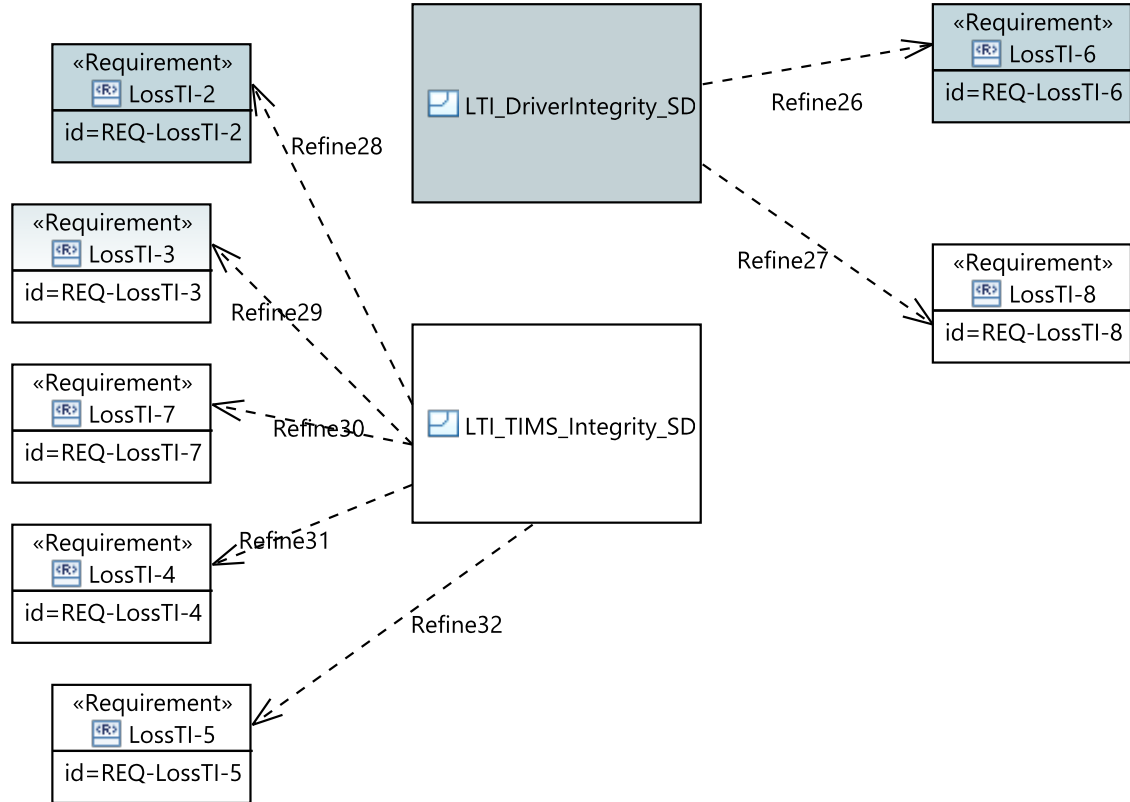 «Requirement»
<R> LossTI-2
id=REQ-LossTI-2
Refine28
«Requirement»
<R> LossTI-3
id=REQ-LossTI-3
Refine29
«Requirement»
<R> LossTI-7
id=REQ-LossTI-7
Refine30
«Requirement»
<R> LossTI-4
id=REQ-LossTI-4
Refine31
«Requirement»
<R> LossTI-5
id=REQ-LossTI-5
Refine32
LTI_DriverIntegrity_SD
LTI_TIMS_Integrity_SD
Refine26
Refine27
«Requirement»
<R> LossTI-6
id=REQ-LossTI-6
«Requirement»
<R> LossTI-8
id=REQ-LossTI-8